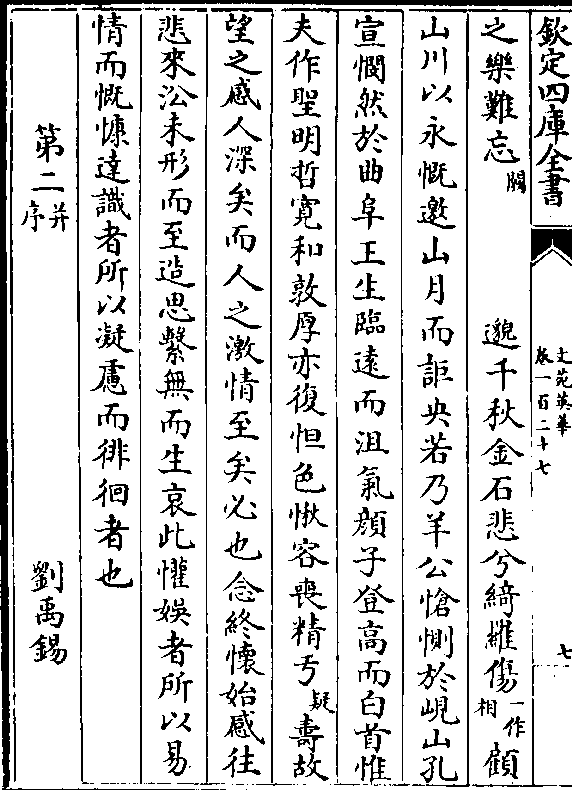 欽定四庫全書
文苑英華
卷一百二十七
七
之樂難忘闕邈千秋金石悲兮綺羅傷一作相顧
山川以永慨邀山月而詎央若乃羊公愴惻於峴山孔
宣憫然於曲阜王生臨遠而沮氣顔子登高而白首惟
夫作聖明哲寛和敦厚亦復怛色愀容喪精亐疑壽故
望之感人深矣而人之激情至矣必也念終懷始感往
悲來沿未形而至造思繫無而生哀此懽娛者所以易
情而慨慷達識者所以凝慮而徘徊者也
第二并序劉禹錫